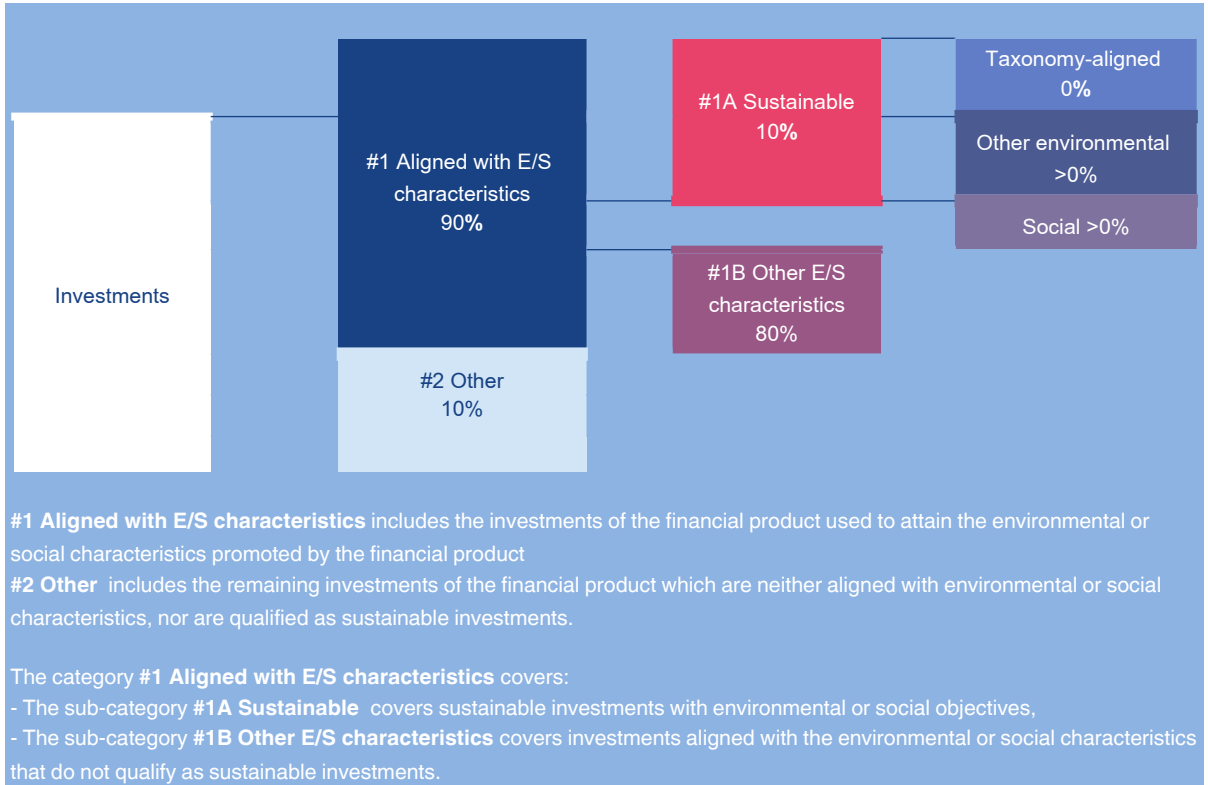 Investments
#1 Aligned with E/S
characteristics
90%
#2 Other
10%
#1A Sustainable
10%
#1B Other E/S
characteristics
80%
Taxonomy-aligned
0%
Other environmental
>0%
Social >0%
#1 Aligned with E/S characteristics includes the investments of the financial product used to attain the environmental or
social characteristics promoted by the financial product
#2 Other includes the remaining investments of the financial product which are neither aligned with environmental or social
characteristics, nor are qualified as sustainable investments.
The category #1 Aligned with E/S characteristics covers:
- The sub-category #1A Sustainable covers sustainable investments with environmental or social objectives,
- The sub-category #1B Other E/S characteristics covers investments aligned with the environmental or social characteristics
that do not qualify as sustainable investments.